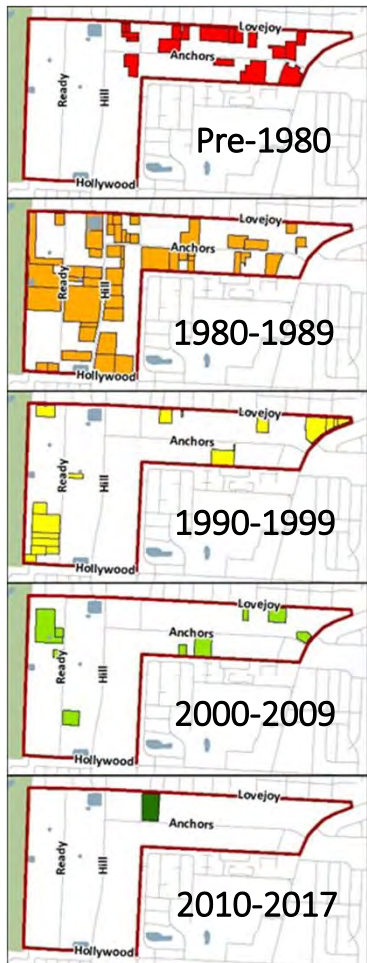 Lovejoy
Anchors
Ready
Hill
Pre-1980
Hollywood
Lovejoy
Anchors
Ready
Hill
1980-1989
Hollywood
Lovejoy
Anchors
Ready
Hill
1990-1999
Hollywood
Lovejoy
Anchors
Ready
Hill
2000-2009
Hollywood
Lovejoy
Anchors
Ready
Hill
2010-2017
Hollywood